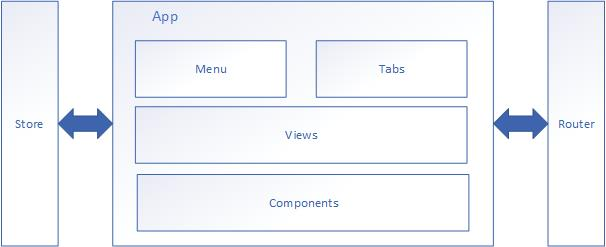 App
Menu
Tabs
Store
Views
Router
Components